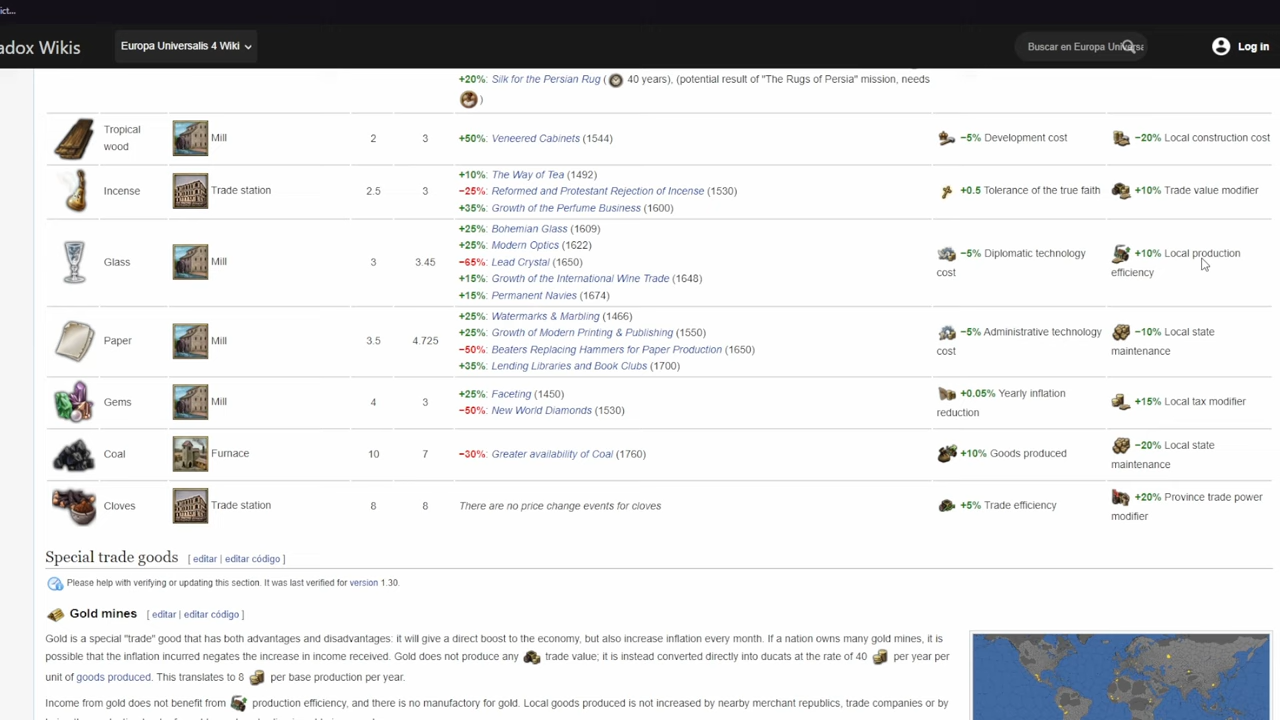 ict...
adox Wikis
Europa Universalis 4 Wiki
Buscar en Europa Universa
Log in
+20%: Silk for the Persian Rug ( 40 years), (potential result of "The Rugs of Persia" mission, needs
)
Tropical wood Mill 2 3 +50%: Veneered Cabinets (1544) −5% Development cost −20% Local construction cost
Incense Trade station 2.5 3
+10%: The Way of Tea (1492)
−25%: Reformed and Protestant Rejection of Incense (1530)
+35%: Growth of the Perfume Business (1600)
+0.5 Tolerance of the true faith +10% Trade value modifier
Glass Mill 3 3.45
+25%: Bohemian Glass (1609)
+25%: Modern Optics (1622)
−65%: Lead Crystal (1650)
+15%: Growth of the International Wine Trade (1648)
+15%: Permanent Navies (1674)
−5% Diplomatic technology
cost
+10% Local production
efficiency
Paper Mill 3.5 4.725
+25%: Watermarks & Marbling (1466)
+25%: Growth of Modern Printing & Publishing (1550)
−50%: Beaters Replacing Hammers for Paper Production (1650)
+35%: Lending Libraries and Book Clubs (1700)
−5% Administrative technology
cost
−10% Local state
maintenance
Gems Mill 4 3
+25%: Faceting (1450)
−50%: New World Diamonds (1530)
+0.05% Yearly inflation
reduction
+15% Local tax modifier
Coal Furnace 10 7 −30%: Greater availability of Coal (1760) +10% Goods produced
−20% Local state
maintenance
Cloves Trade station 8 8 There are no price change events for cloves +5% Trade efficiency
+20% Province trade power
modifier
Special trade goods [ editar | editar código ]
Please help with verifying or updating this section. It was last verified for version 1.30.
Gold mines [ editar | editar código ]
Gold is a special "trade" good that has both advantages and disadvantages: it will give a direct boost to the economy, but also increase inflation every month. If a nation owns many gold mines, it is
possible that the inflation incurred negates the increase in income received. Gold does not produce any trade value; it is instead converted directly into ducats at the rate of 40 per year per
unit of goods produced. This translates to 8 per base production per year.
Income from gold does not benefit from production efficiency, and there is no manufactory for gold. Local goods produced is not increased by nearby merchant republics, trade companies or by